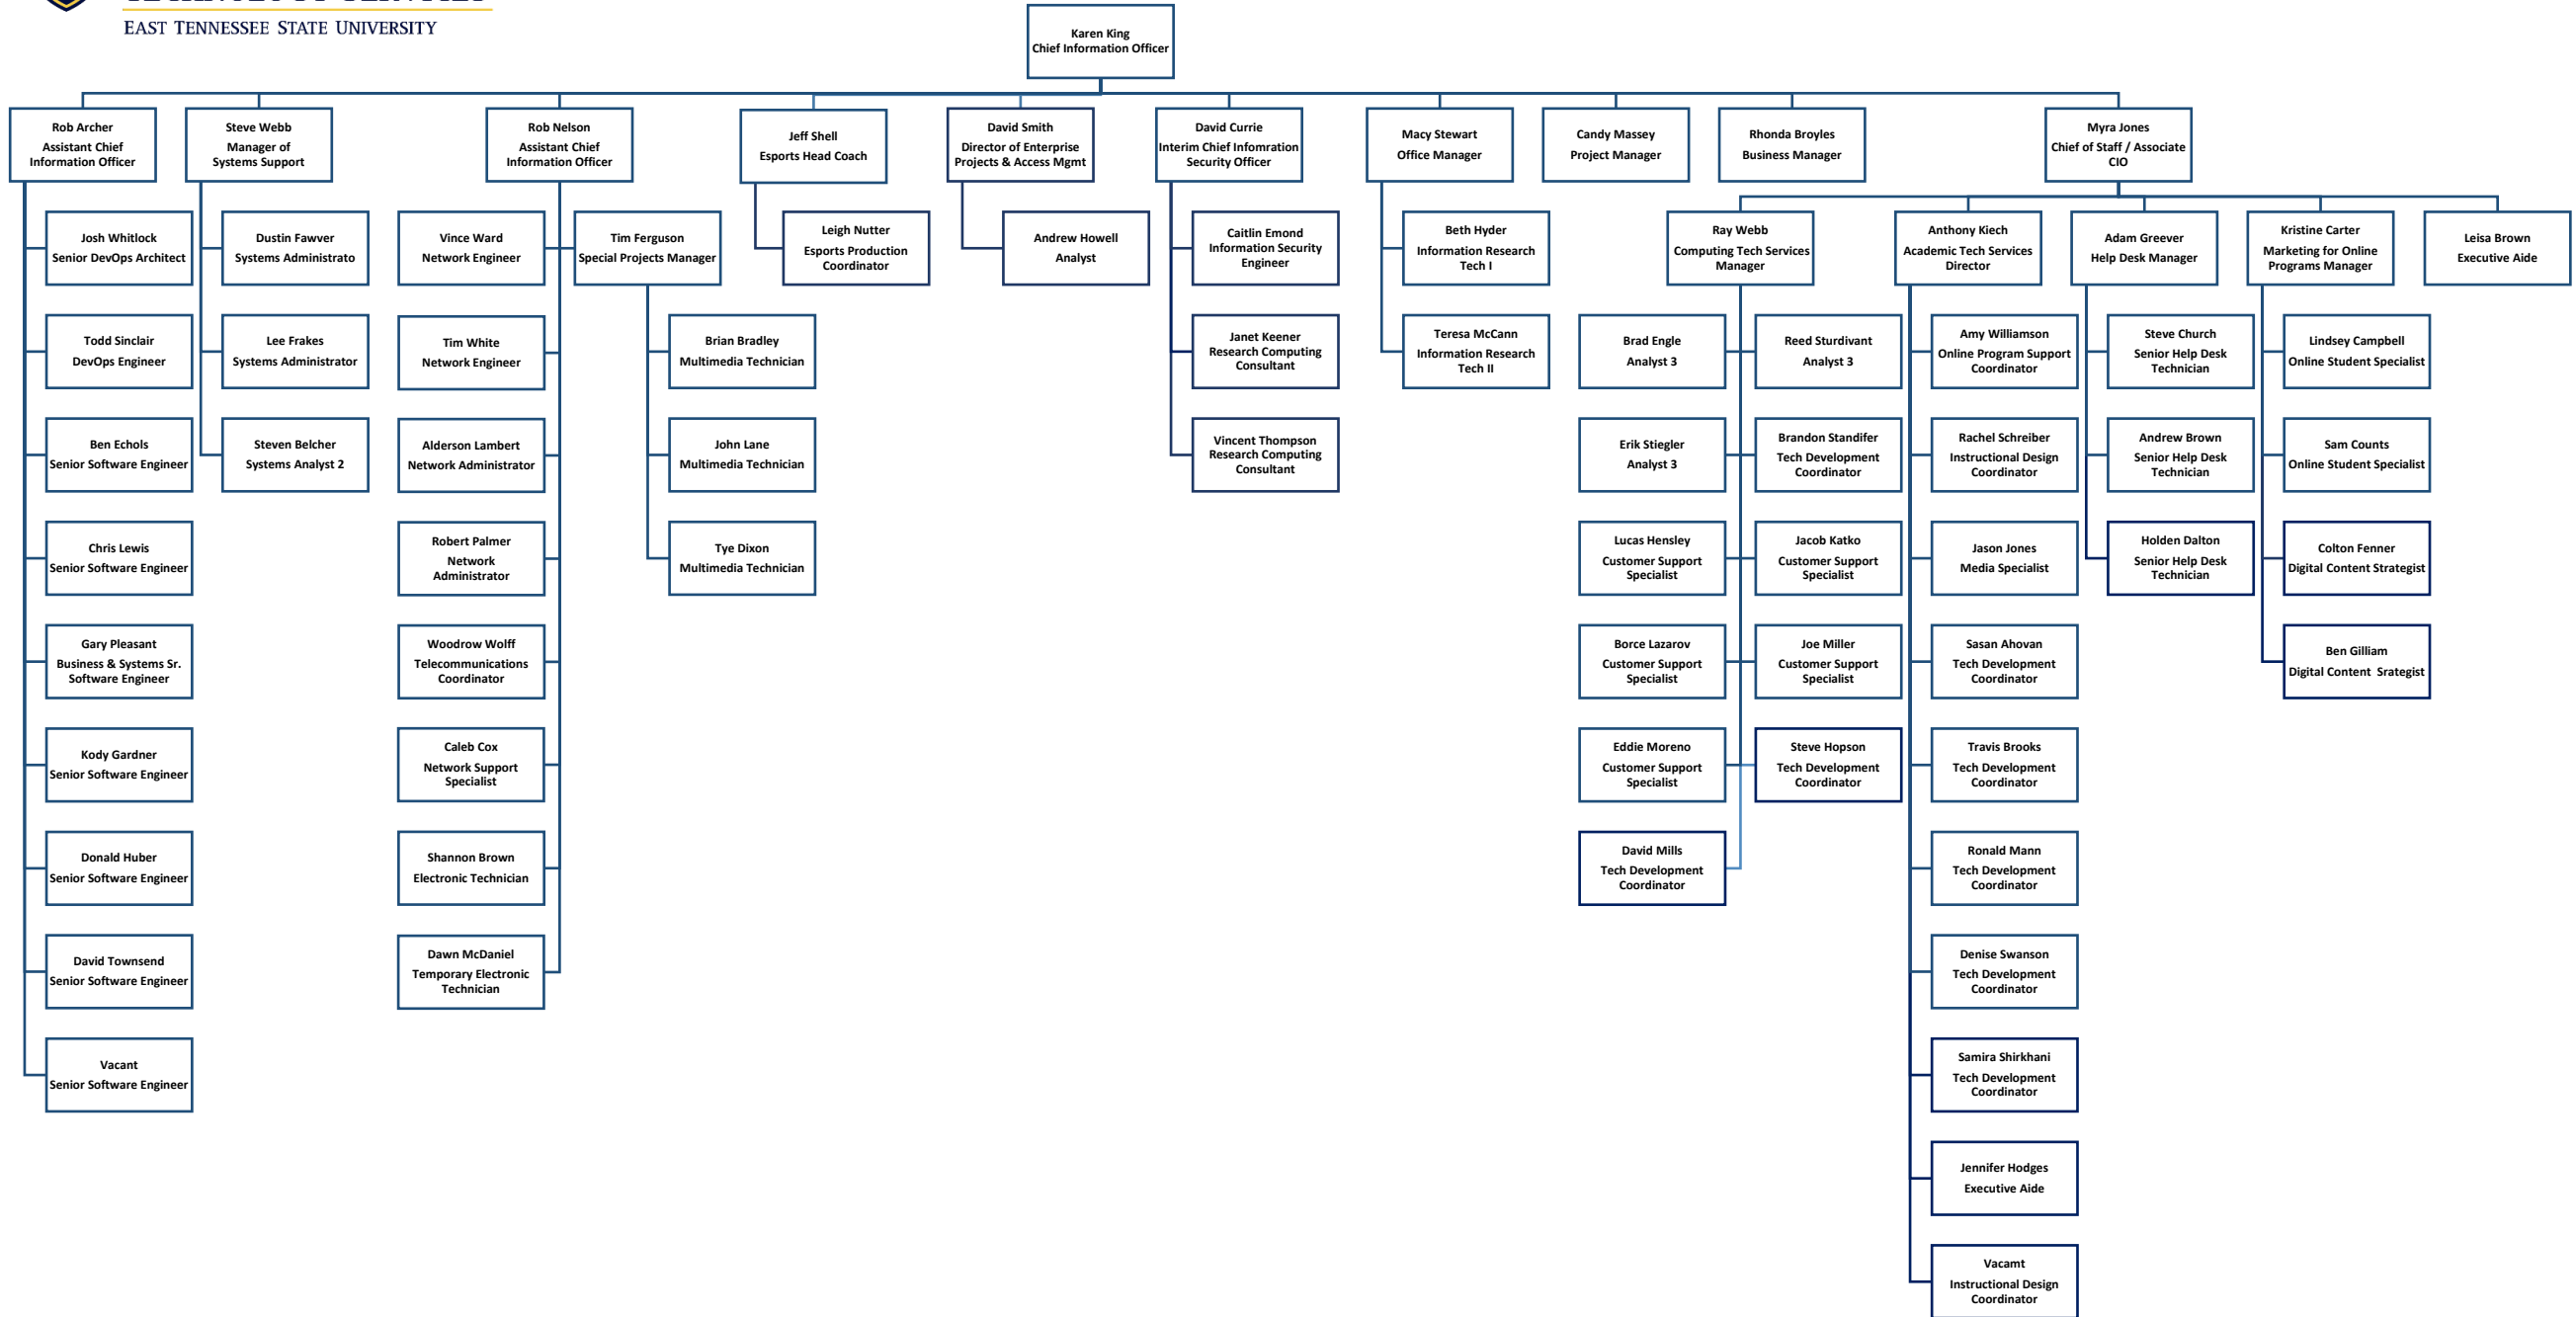 EAST TENNESSEE STATE UNIVERSITY
Karen King
Chief Information Officer
Rob Archer
Assistant Chief
Information Officer
Steve Webb
Manager of
Systems Support
Rob Nelson
Assistant Chief
Information Officer
Jeff Shell
Esports Head Coach
David Smith
Director of Enterprise
Projects & Access Mgmt
David Currie
Interim Chief Infomration
Security Officer
Macy Stewart
Office Manager
Candy Massey
Project Manager
Rhonda Broyles
Business Manager
Myra Jones
Chief of Staff / Associate
CIO
Josh Whitlock
Senior DevOps Architect
Dustin Fawver
Systems Administrato
Vince Ward
Network Engineer
Tim Ferguson
Special Projects Manager
Leigh Nutter
Esports Production
Coordinator
Andrew Howell
Analyst
Caitlin Emond
Information Security
Engineer
Beth Hyder
Information Research
Tech I
Ray Webb
Computing Tech Services
Manager
Anthony Kiech
Academic Tech Services
Director
Adam Greever
Help Desk Manager
Kristine Carter
Marketing for Online
Programs Manager
Leisa Brown
Executive Aide
Todd Sinclair
DevOps Engineer
Lee Frakes
Systems Administrator
Tim White
Network Engineer
Brian Bradley
Multimedia Technician
Janet Keener
Research Computing
Consultant
Teresa McCann
Information Research
Tech II
Brad Engle
Analyst 3
Reed Sturdivant
Analyst 3
Amy Williamson
Online Program Support
Coordinator
Steve Church
Senior Help Desk
Technician
Lindsey Campbell
Online Student Specialist
Ben Echols
Senior Software Engineer
Steven Belcher
Systems Analyst 2
Alderson Lambert
Network Administrator
John Lane
Multimedia Technician
Vincent Thompson
Research Computing
Consultant
Erik Stiegler
Analyst 3
Brandon Standifer
Tech Development
Coordinator
Rachel Schreiber
Instructional Design
Coordinator
Andrew Brown
Senior Help Desk
Technician
Sam Counts
Online Student Specialist
Chris Lewis
Senior Software Engineer
Robert Palmer
Network
Administrator
Tye Dixon
Multimedia Technician
Lucas Hensley
Customer Support
Specialist
Jacob Katko
Customer Support
Specialist
Jason Jones
Media Specialist
Holden Dalton
Senior Help Desk
Technician
Colton Fenner
Digital Content Strategist
Gary Pleasant
Business & Systems Sr.
Software Engineer
Woodrow Wolff
Telecommunications
Coordinator
Borce Lazarov
Customer Support
Specialist
Joe Miller
Customer Support
Specialist
Sasan Ahovan
Tech Development
Coordinator
Ben Gilliam
Digital Content  Srategist
Kody Gardner
Senior Software Engineer
Caleb Cox
Network Support
Specialist
Eddie Moreno
Customer Support
Specialist
Steve Hopson
Tech Development
Coordinator
Travis Brooks
Tech Development
Coordinator
Donald Huber
Senior Software Engineer
Shannon Brown
Electronic Technician
David Mills
Tech Development
Coordinator
Ronald Mann
Tech Development
Coordinator
David Townsend
Senior Software Engineer
Dawn McDaniel
Temporary Electronic
Technician
Denise Swanson
Tech Development
Coordinator
Vacant
Senior Software Engineer
Samira Shirkhani
Tech Development
Coordinator
Jennifer Hodges
Executive Aide
Vacamt
Instructional Design
Coordinator